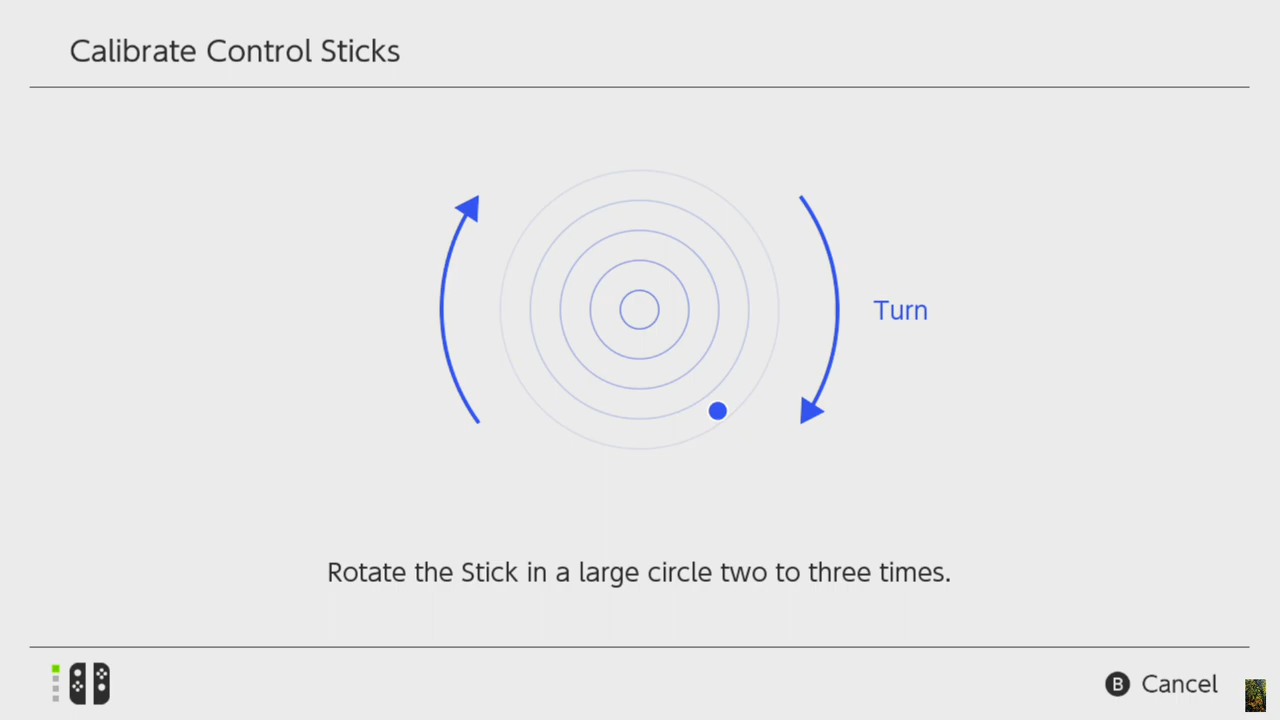 Calibrate Control Sticks
Turn
Rotate the Stick in a large circle two to three times.
B Cancel